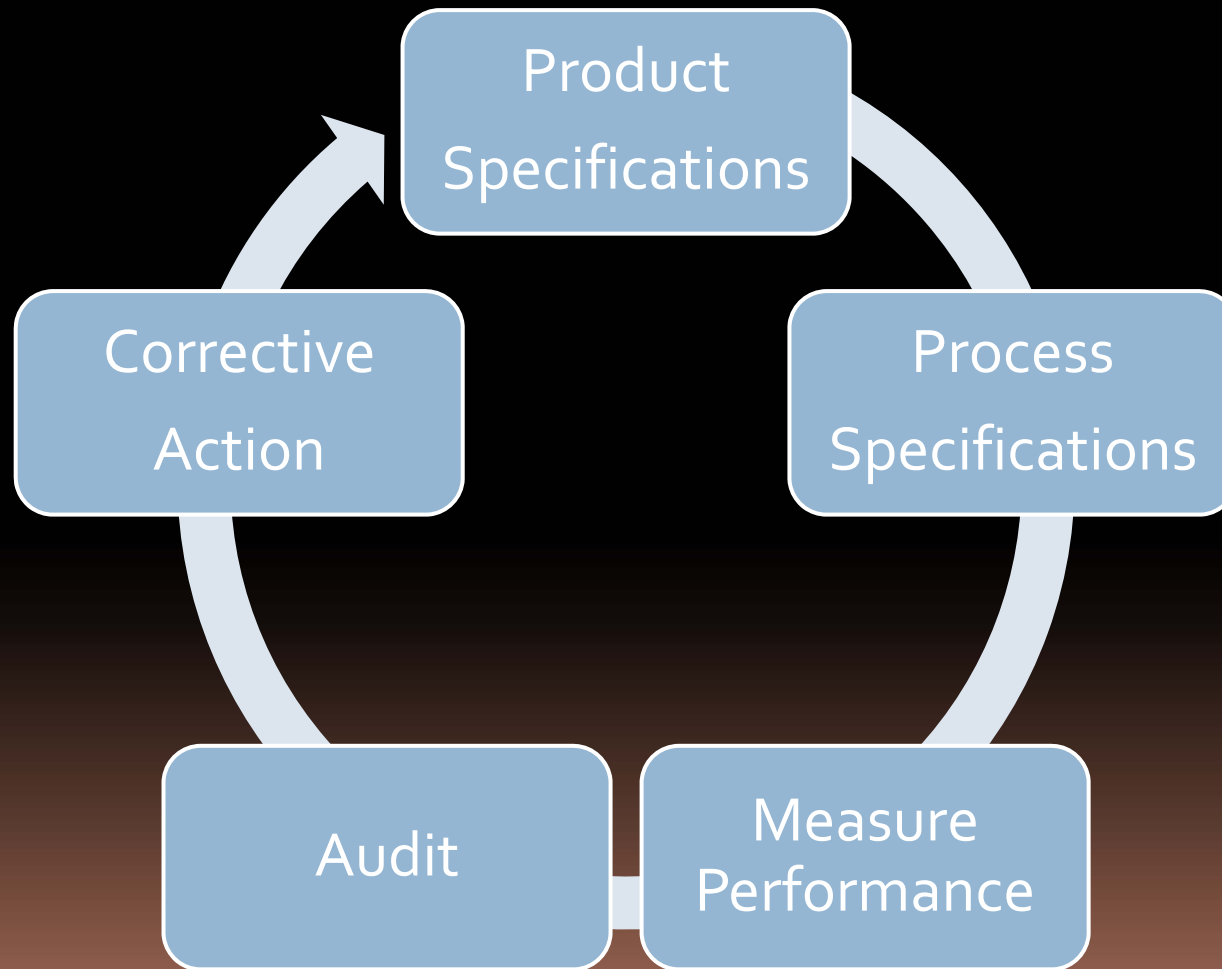 Product
Specifications
Process
Specifications
Measure
Performance
Audit
Corrective
Action